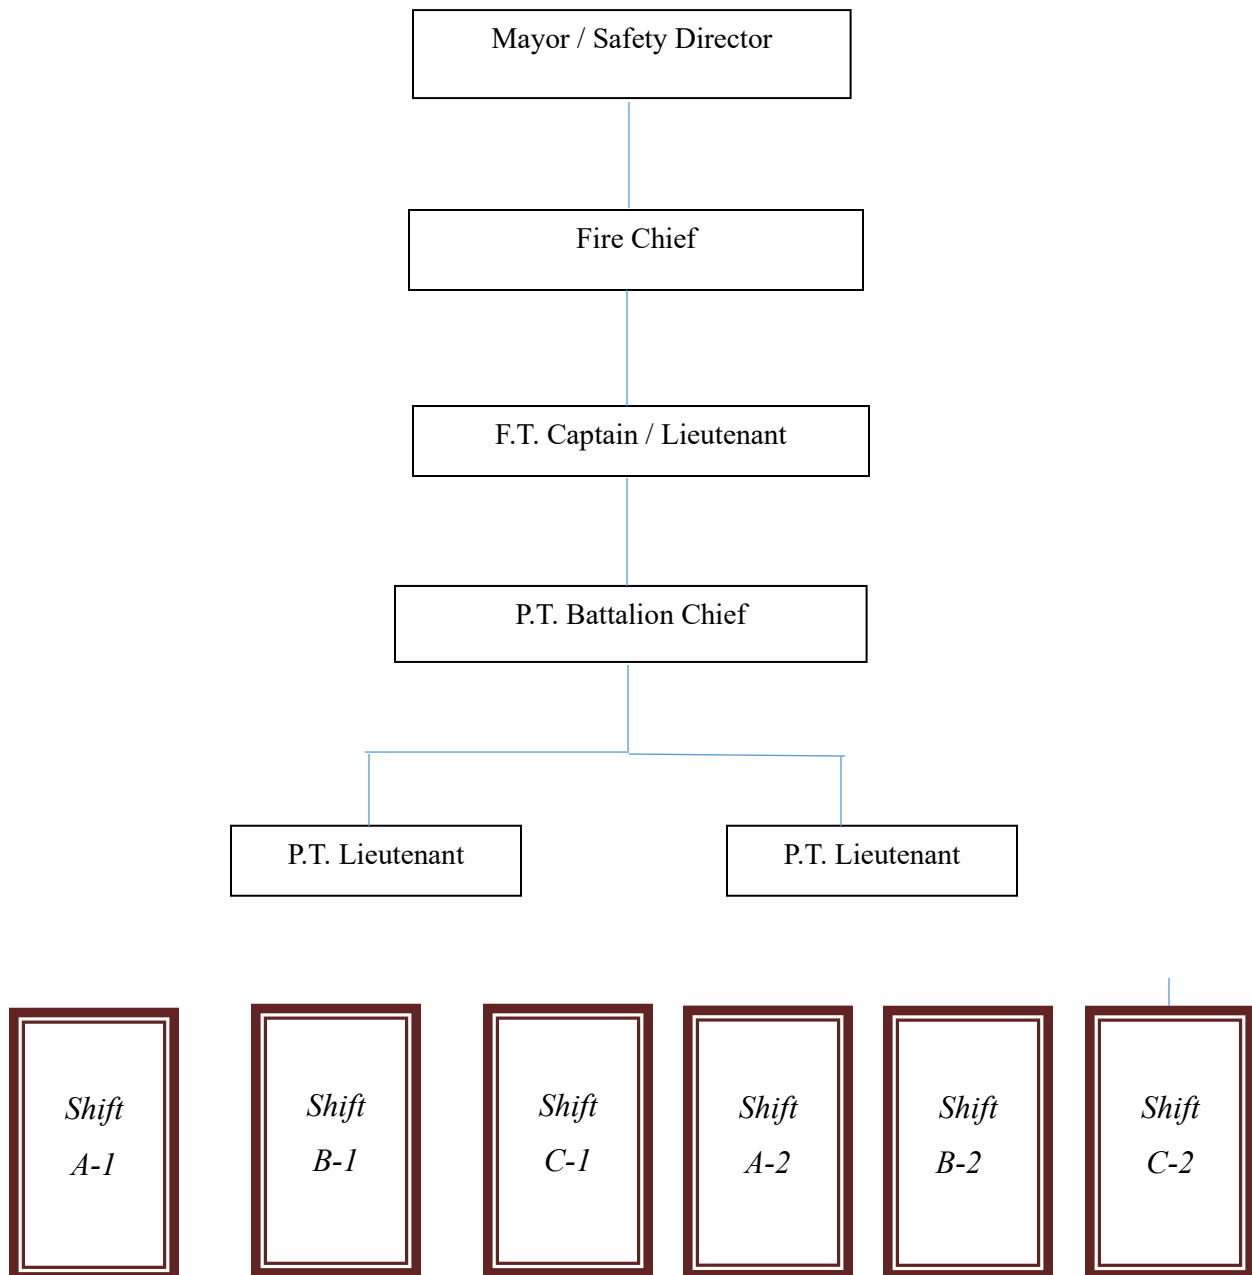 Mayor / Safety Director
Fire Chief
F.T. Captain / Lieutenant
P.T. Battalion Chief
P.T. Lieutenant
P.T. Lieutenant
Shift
A-1
Shift
B-1
Shift
C-1
Shift
A-2
Shift
B-2
Shift
C-2